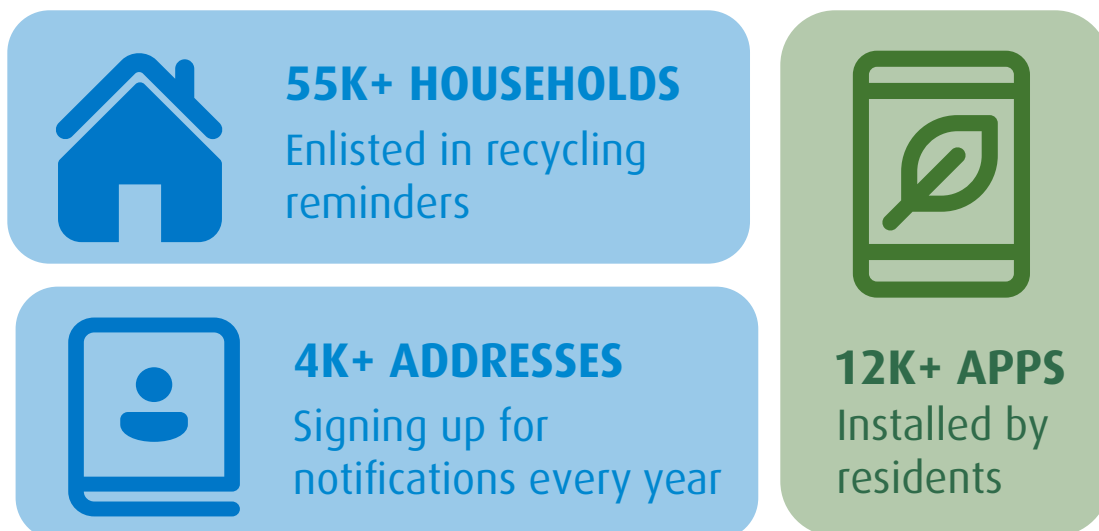 55K+ HOUSEHOLDS
Enlisted in recycling
reminders
4K+ ADDRESSES
Signing up for
notifications every year
12K+ APPS
Installed by
residents